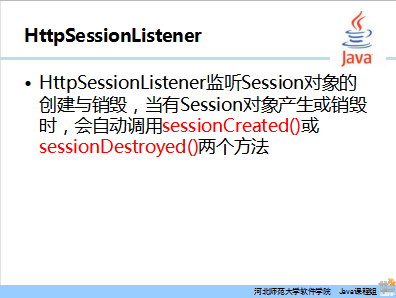 HttpSessionListener
Java
• HttpSessionListener监听Session对象的
创建与销毁，当有Session对象产生或销毁
时，会自动调用sessionCreated()或
sessionDestroyed()两个方法
河北师范大学软件学院 Java课程组